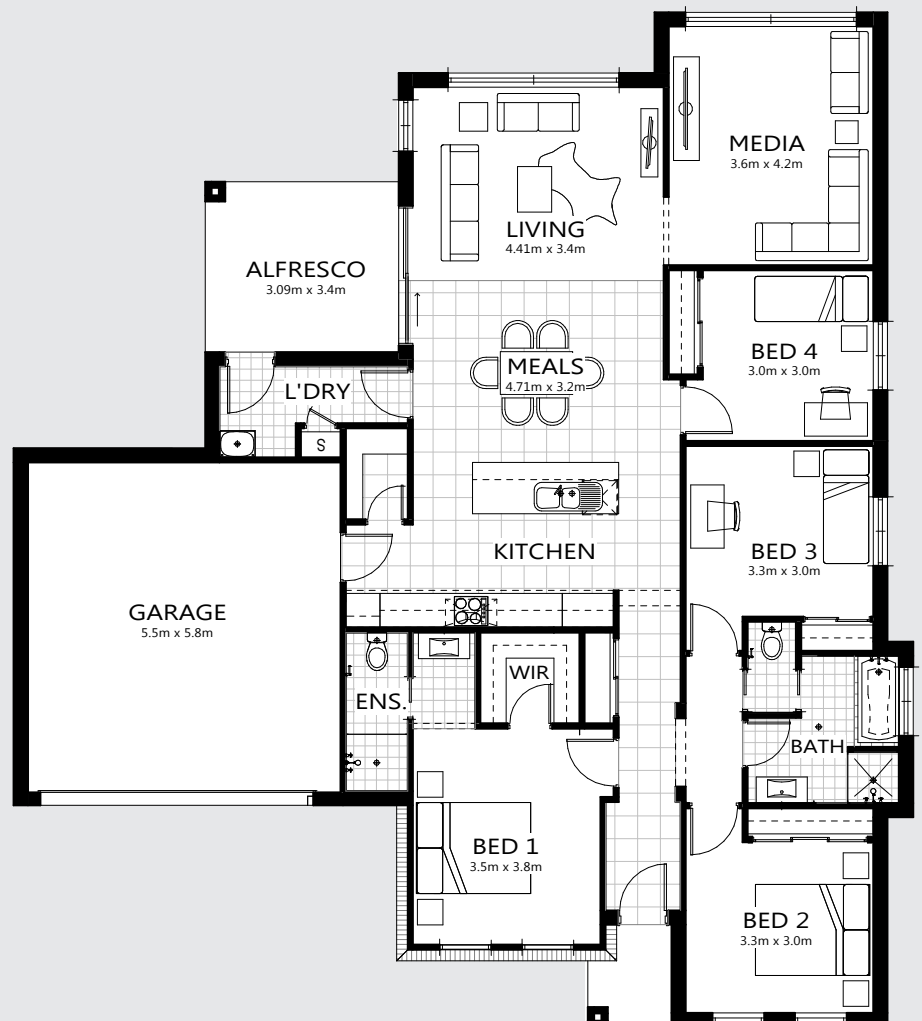 MEDIA
3.6m x 4.2m
LIVING
4.41m x 3.4m
ALFRESCO
3.09m x 3.4m
BED 4
3.0m x 3.0m
MEALS
4.71m x 3.2m
L'DRY
S
KITCHEN
BED 3
3.3m x 3.0m
GARAGE
5.5m x 5.8m
WIR
ENS.
BATH
BED 1
3.5m x 3.8m
BED 2
3.3m x 3.0m